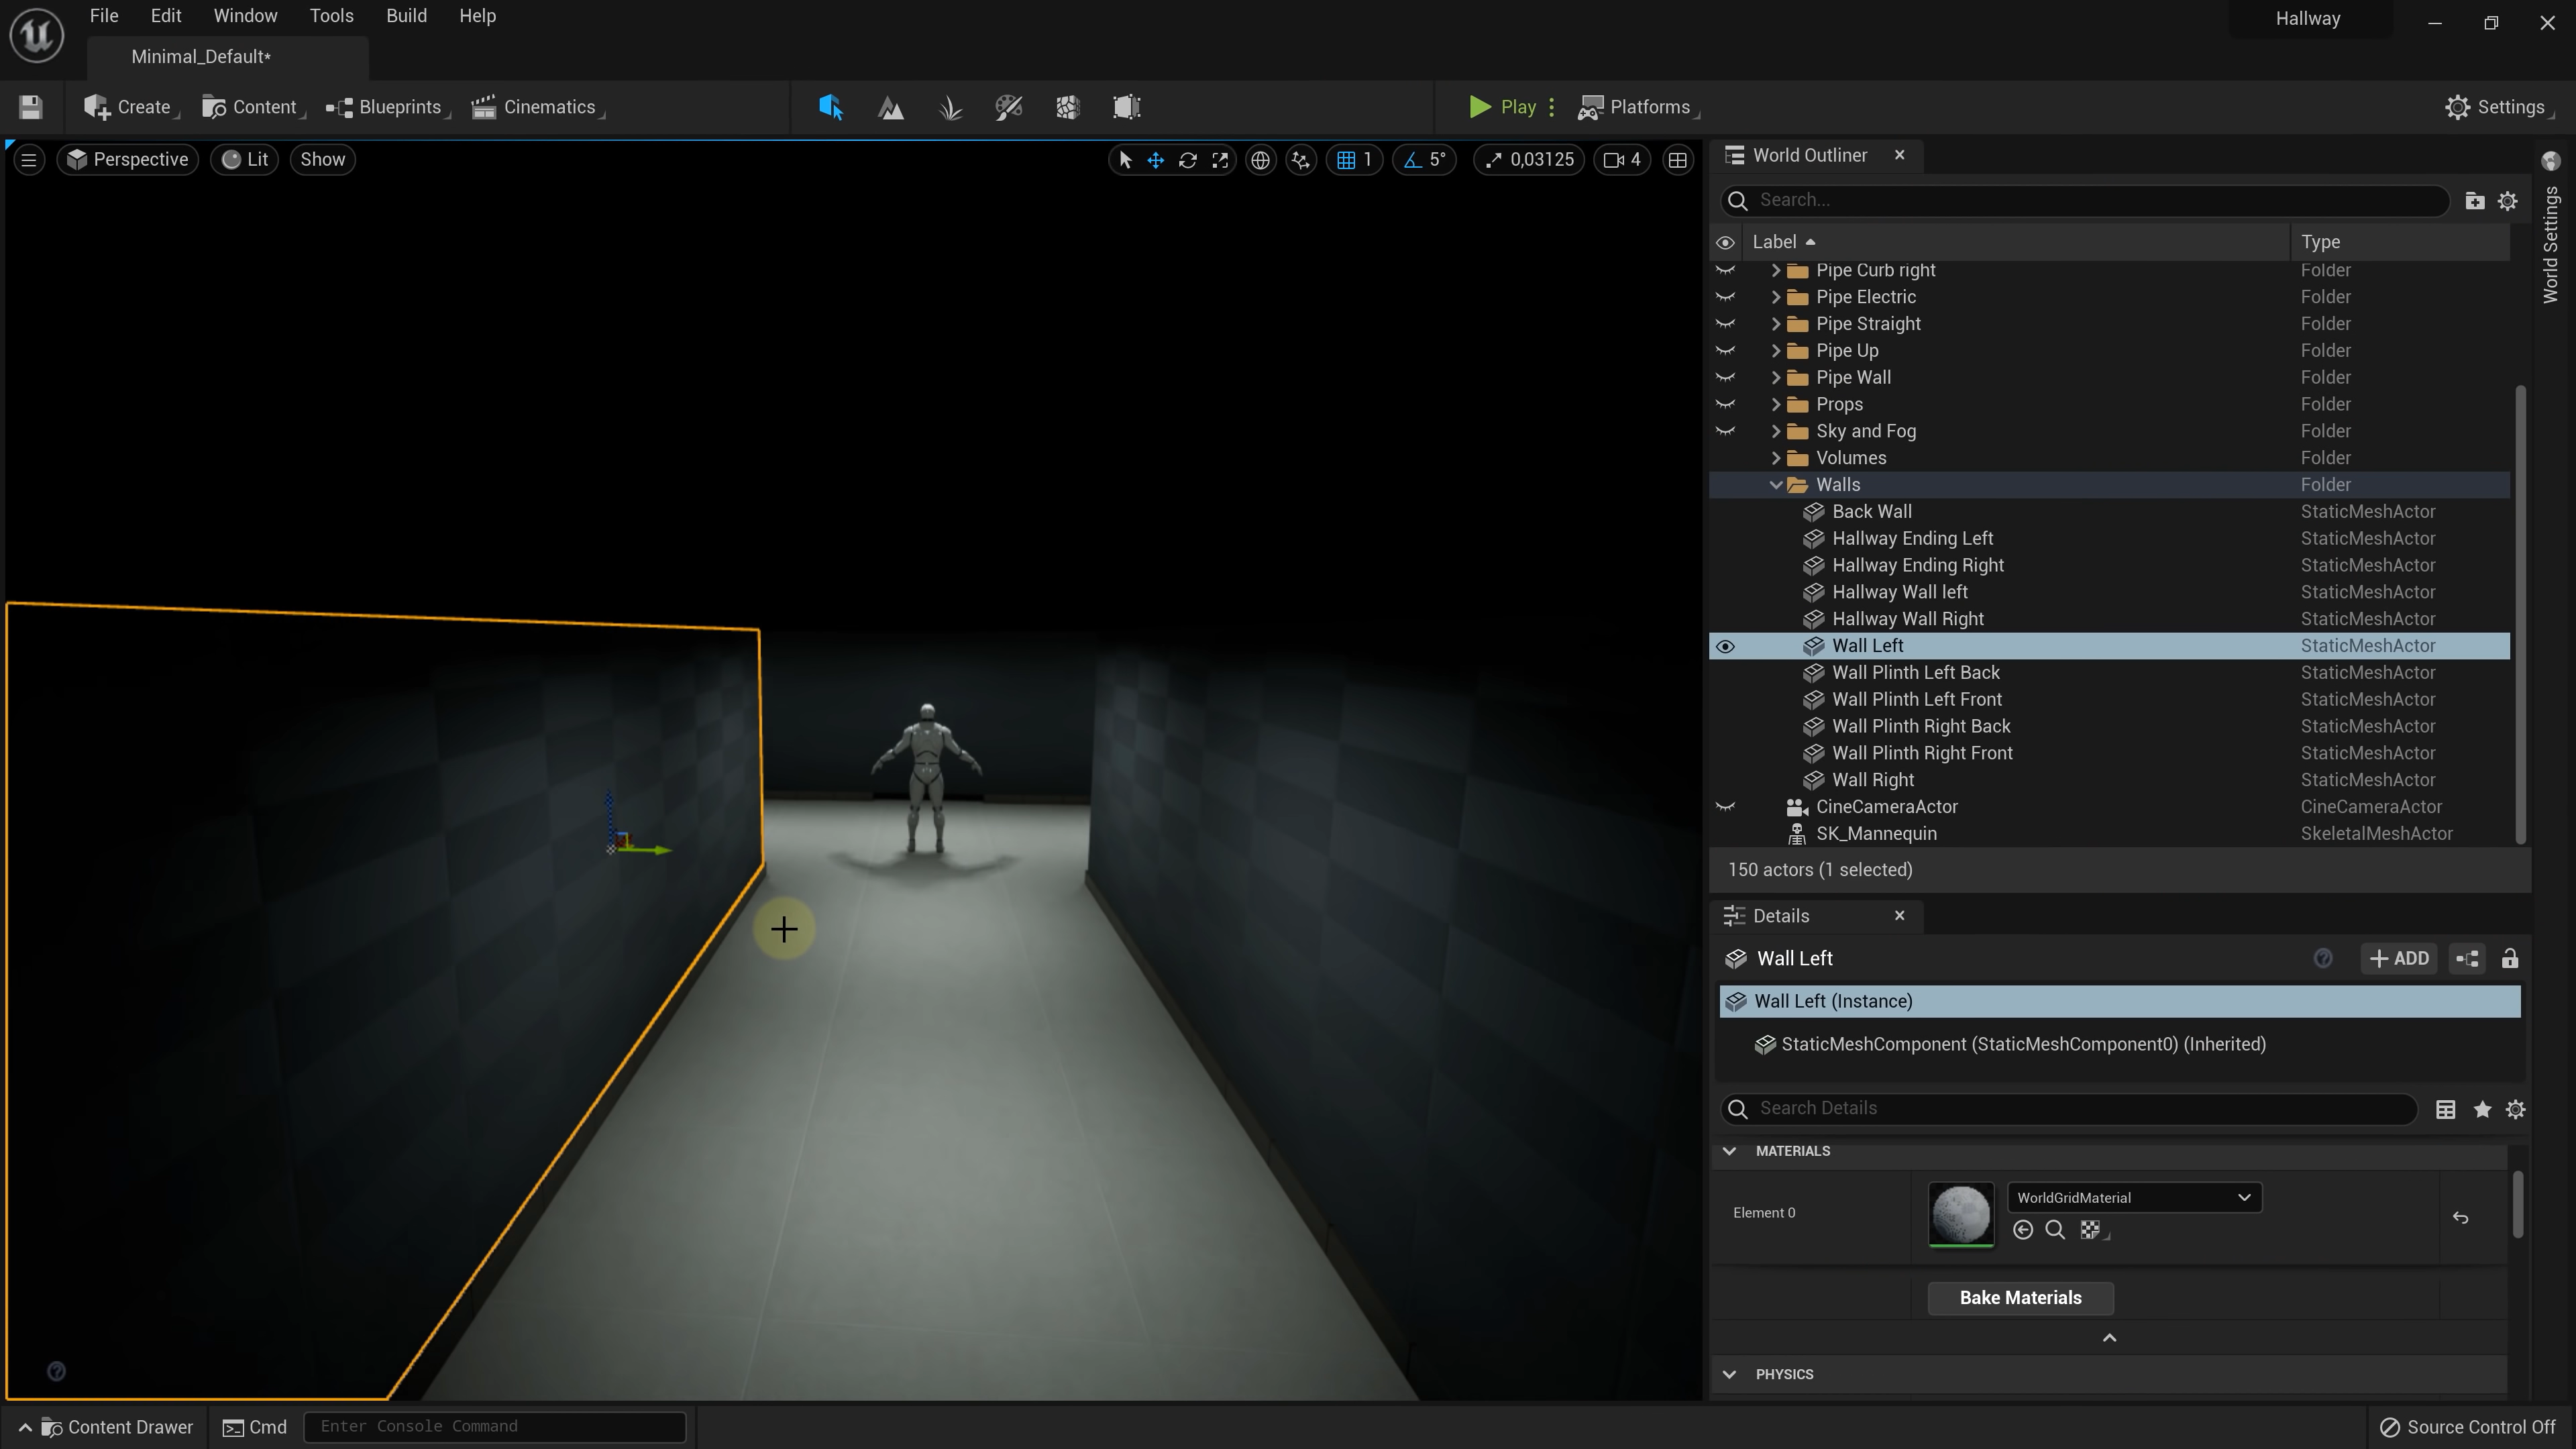 File Edit Window Tools Build Help
Hallway
Minimal_Default*
Create Content Blueprints Cinematics Play Platforms Settings
Perspective Lit Show 1 5° 0,03125 4
World Outliner
World Settings
Search...
Label Type
Pipe Curb right Folder
Pipe Electric Folder
Pipe Straight Folder
Pipe Up Folder
Pipe Wall Folder
Props Folder
Sky and Fog Folder
Volumes Folder
Walls Folder
Back Wall StaticMeshActor
Hallway Ending Left StaticMeshActor
Hallway Ending Right StaticMeshActor
Hallway Wall left StaticMeshActor
Hallway Wall Right StaticMeshActor
Wall Left StaticMeshActor
Wall Plinth Left Back StaticMeshActor
Wall Plinth Left Front StaticMeshActor
Wall Plinth Right Back StaticMeshActor
Wall Plinth Right Front StaticMeshActor
Wall Right StaticMeshActor
CineCameraActor CineCameraActor
SK_Mannequin SkeletalMeshActor
150 actors (1 selected)
Details
Wall Left ADD
Wall Left (Instance)
StaticMeshComponent (StaticMeshComponent0) (Inherited)
Search Details
MATERIALS
Element 0 WorldGridMaterial
Bake Materials
PHYSICS
Content Drawer Cmd Enter Console Command Source Control Off